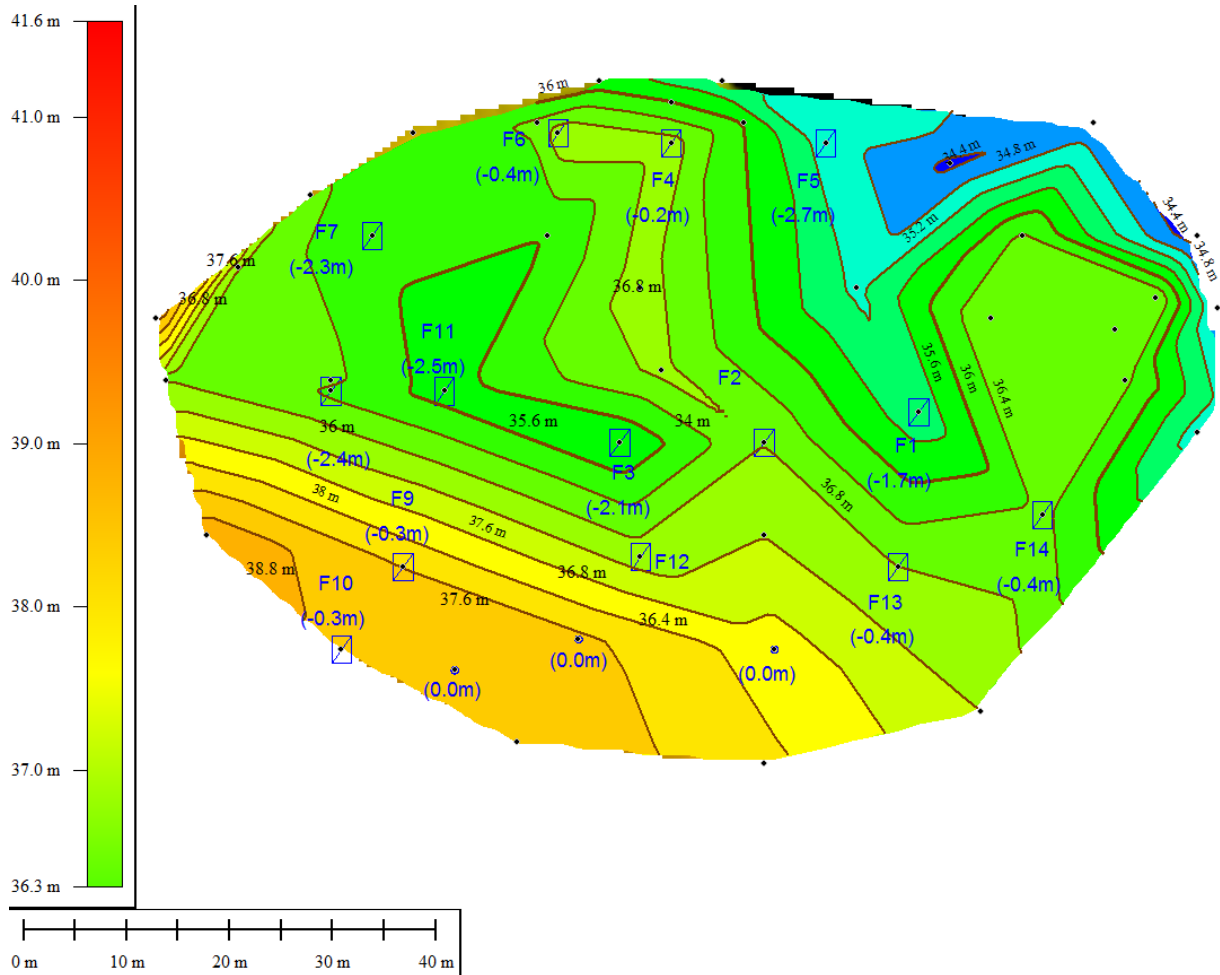 41.6 m
41.0 m
40.0 m
39.0 m
38.0 m
37.0 m
36.3 m
0 m 10 m 20 m 30 m 40 m
36 m
F6
(-0.4m)
F4
(-0.2m)
F5
(-2.7m)
34.4 m
34.8 m
35.2 m
34.4 m
34.8 m
F7
(-2.3m)
37.6 m
36.8 m
36.8 m
F11
(-2.5m)
35.6 m
36 m
36.4 m
F2
35.6 m
34 m
36 m
(-2.4m)
F3
(-2.1m)
F1
(-1.7m)
36.8 m
38 m
F9
(-0.3m)
37.6 m
36.8 m
F12
F14
(-0.4m)
38.8 m
F10
(-0.3m)
37.6 m
36.4 m
F13
(-0.4m)
(0.0m)
(0.0m)
(0.0m)